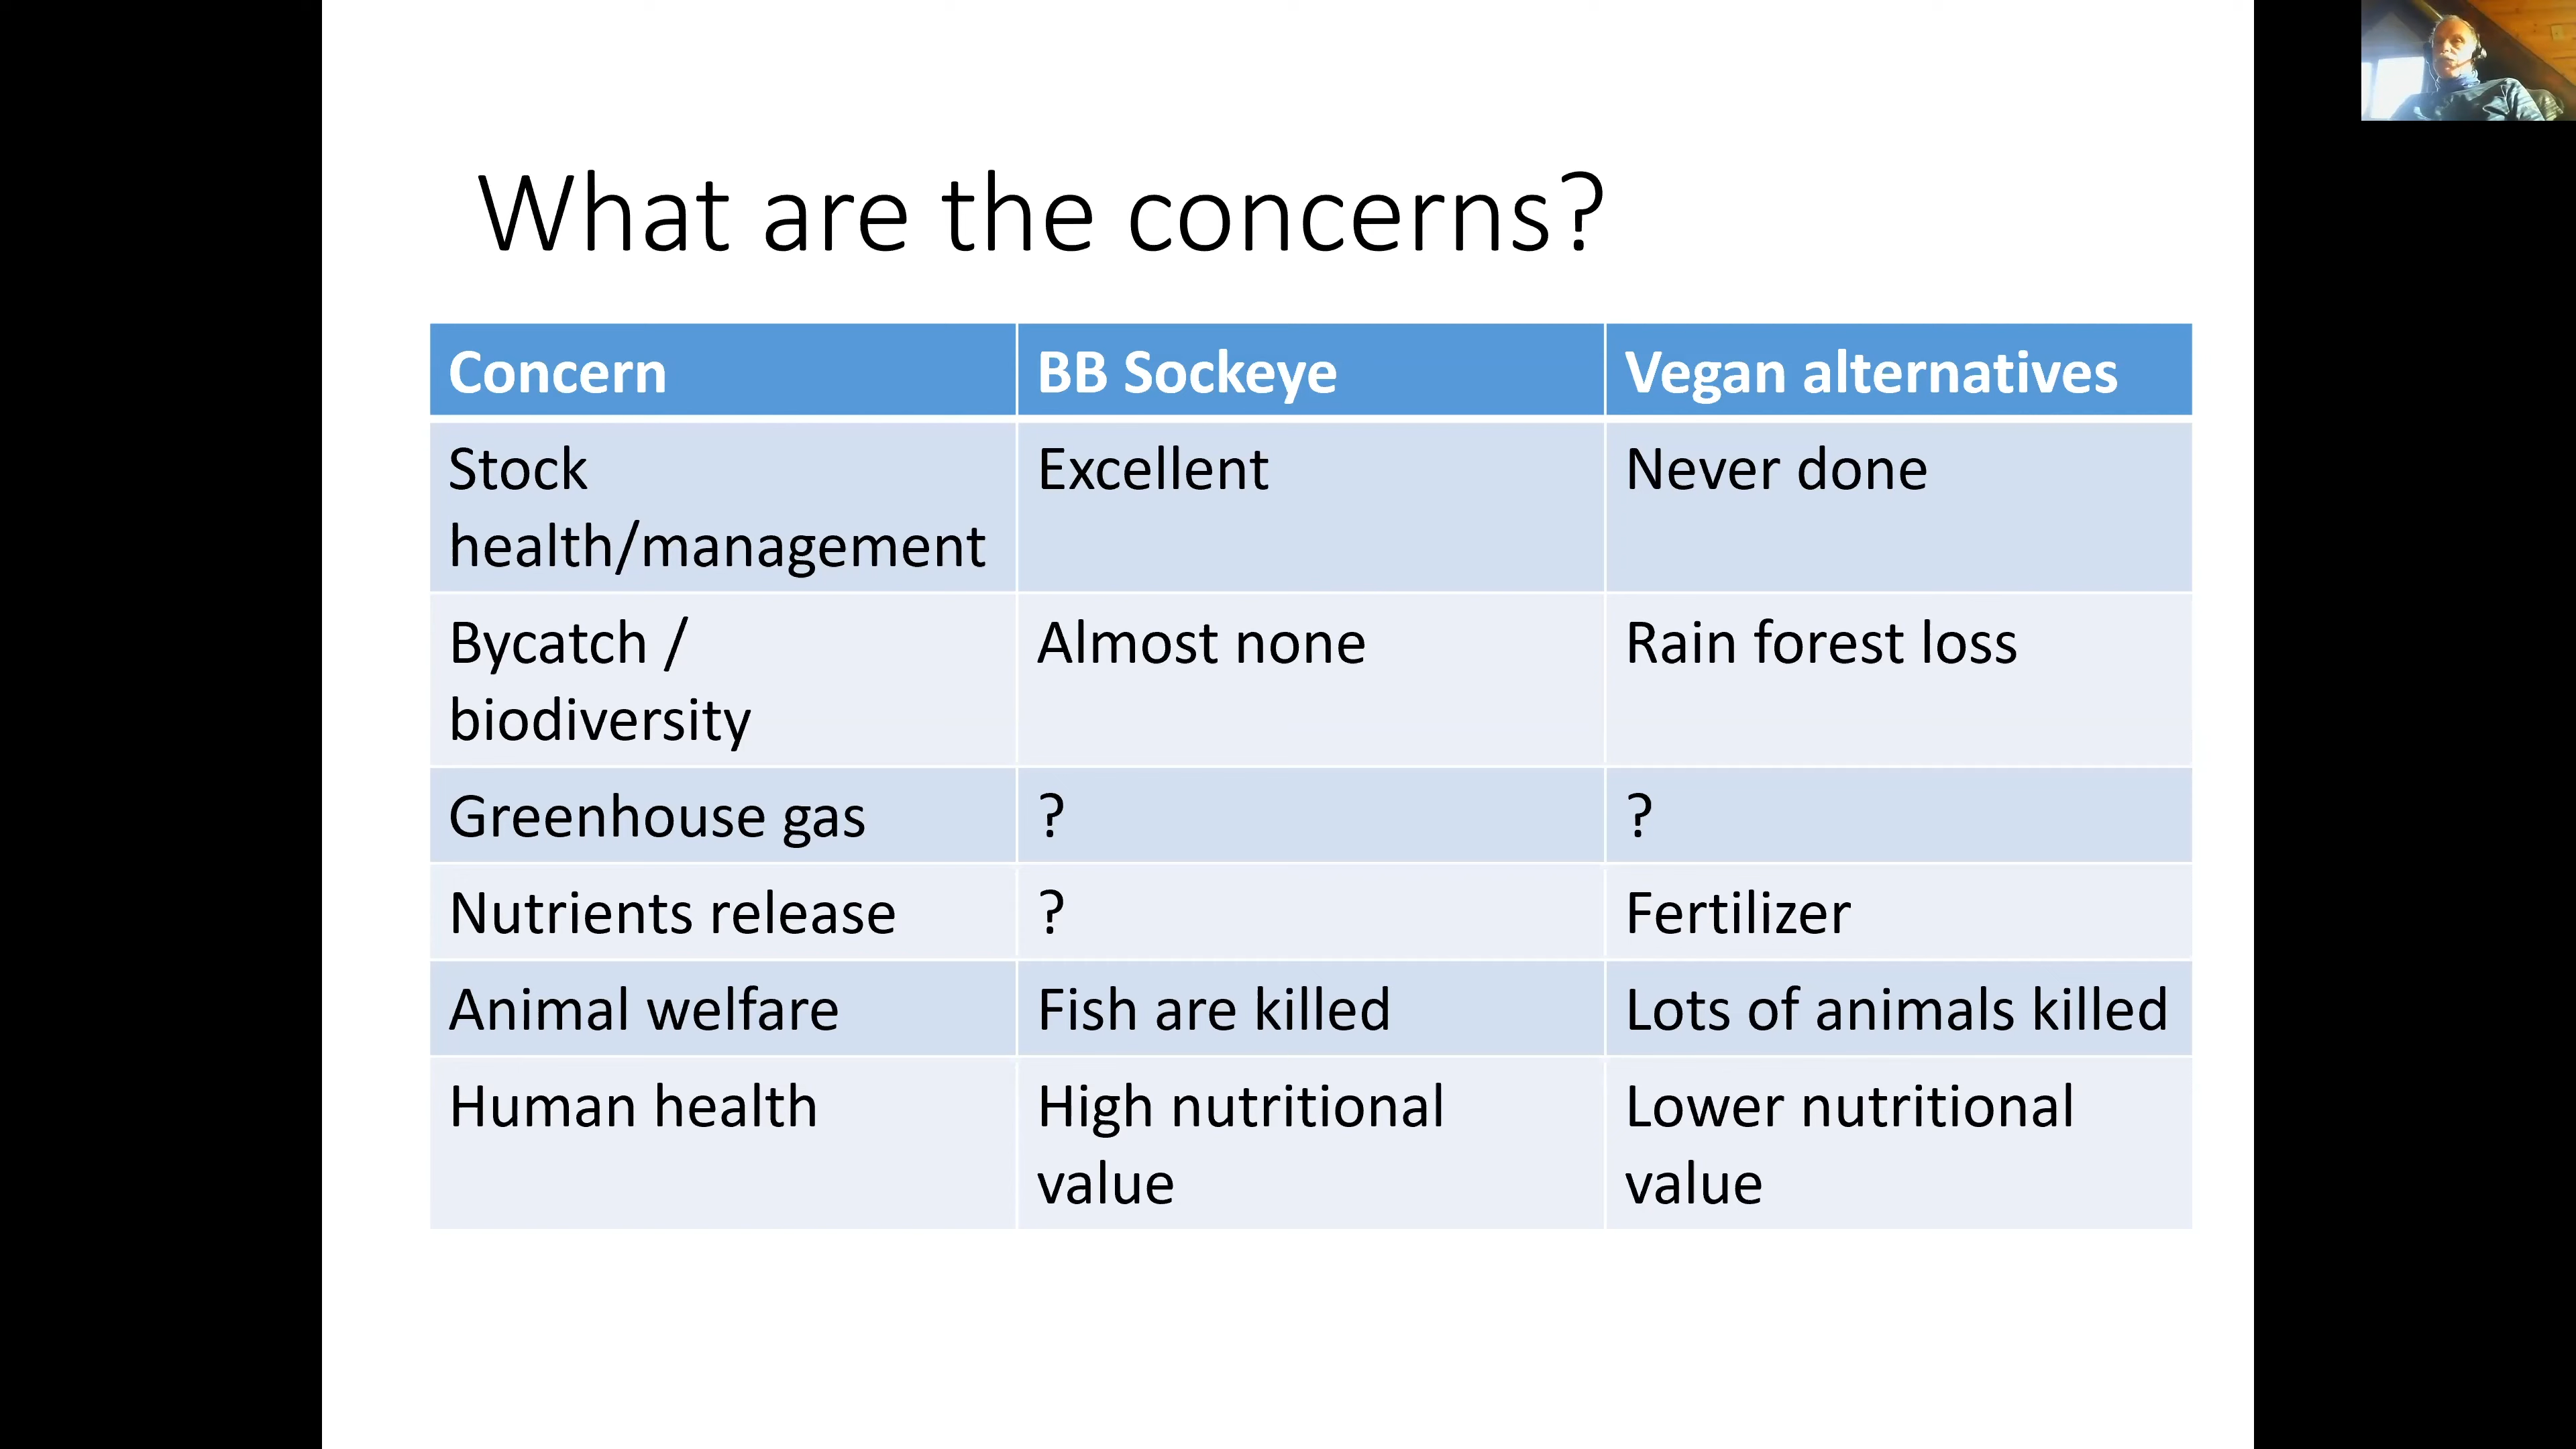 What are the concerns?
Concern BB Sockeye Vegan alternatives
Stock Excellent Never done
health/management
Bycatch / Almost none Rain forest loss
biodiversity
Greenhouse gas ? ?
Nutrients release ? Fertilizer
Animal welfare Fish are killed Lots of animals killed
Human health High nutritional Lower nutritional
value value